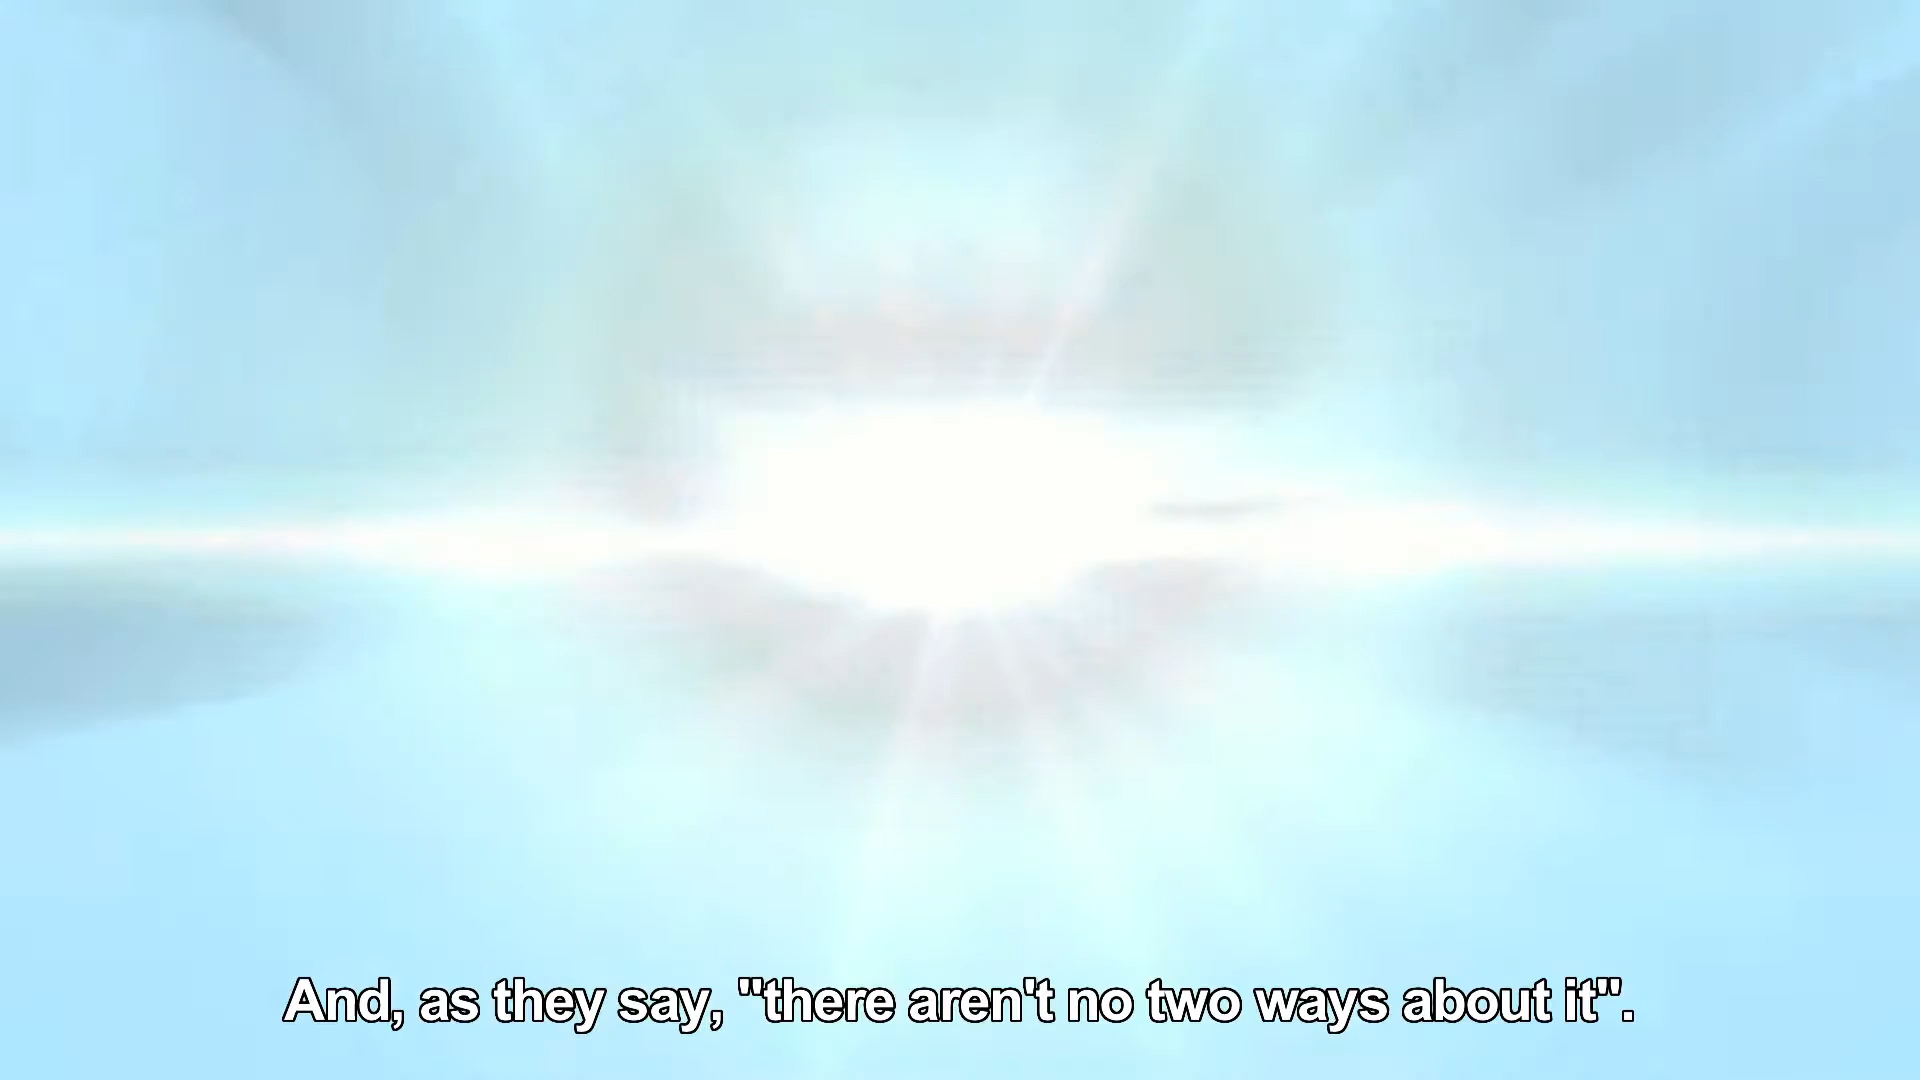 And, as they say, "there aren't no two ways about it".